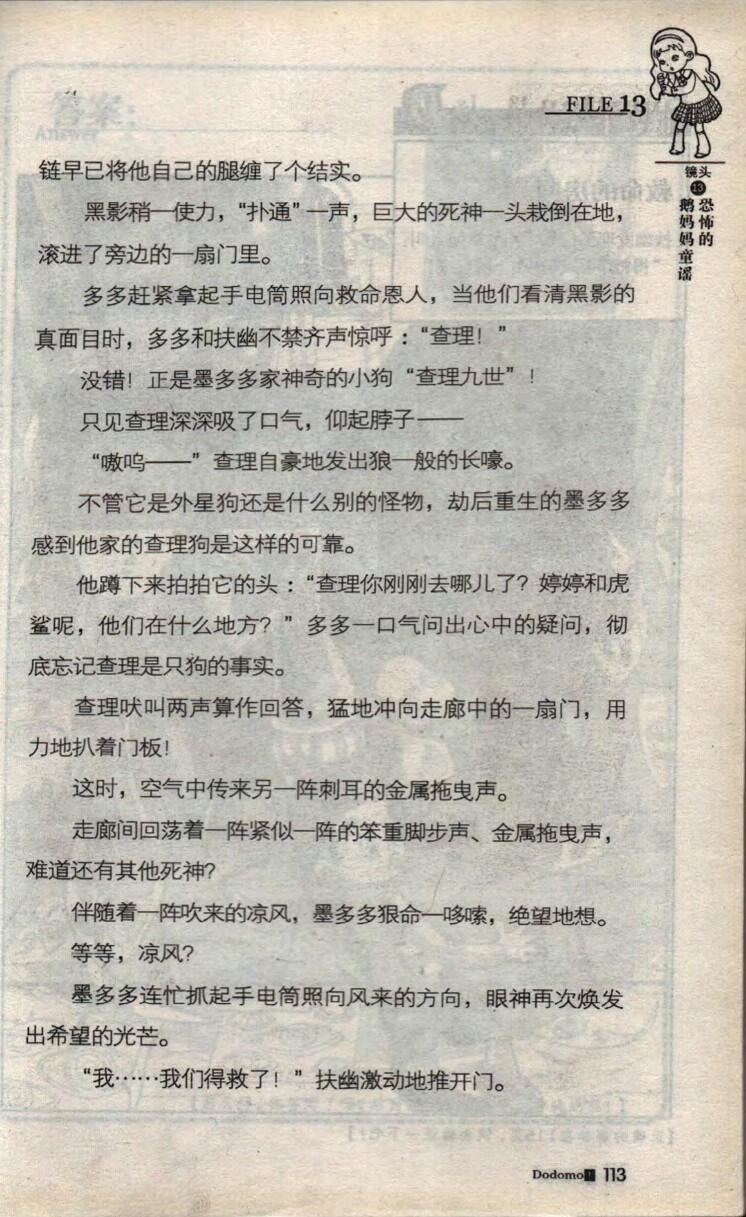 FILE 13
镜头
⓭
恐怖的
鹅妈妈童谣
链早已将他自己的腿缠了个结实。
黑影稍一使力，“扑通”一声，巨大的死神一头栽倒在地，
滚进了旁边的一扇门里。
多多赶紧拿起手电筒照向救命恩人，当他们看清黑影的
真面目时，多多和扶幽不禁齐声惊呼：“查理！”
没错！正是墨多多家神奇的小狗“查理九世”！
只见查理深深吸了口气，仰起脖子——
“嗷呜——”查理自豪地发出狼一般的长嚎。
不管它是外星狗还是什么别的怪物，劫后重生的墨多多
感到他家的查理狗是这样的可靠。
他蹲下来拍拍它的头：“查理你刚刚去哪儿了？婷婷和虎
鲨呢，他们在什么地方？”多多一口气问出心中的疑问，彻
底忘记查理是只狗的事实。
查理吠叫两声算作回答，猛地冲向走廊中的一扇门，用
力地扒着门板！
这时，空气中传来另一阵刺耳的金属拖曳声。
走廊间回荡着一阵紧似一阵的笨重脚步声、金属拖曳声，
难道还有其他死神？
伴随着一阵吹来的凉风，墨多多狠命一哆嗦，绝望地想。
等等，凉风？
墨多多连忙抓起手电筒照向风来的方向，眼神再次焕发
出希望的光芒。
“我……我们得救了！”扶幽激动地推开门。
Dodomo 113